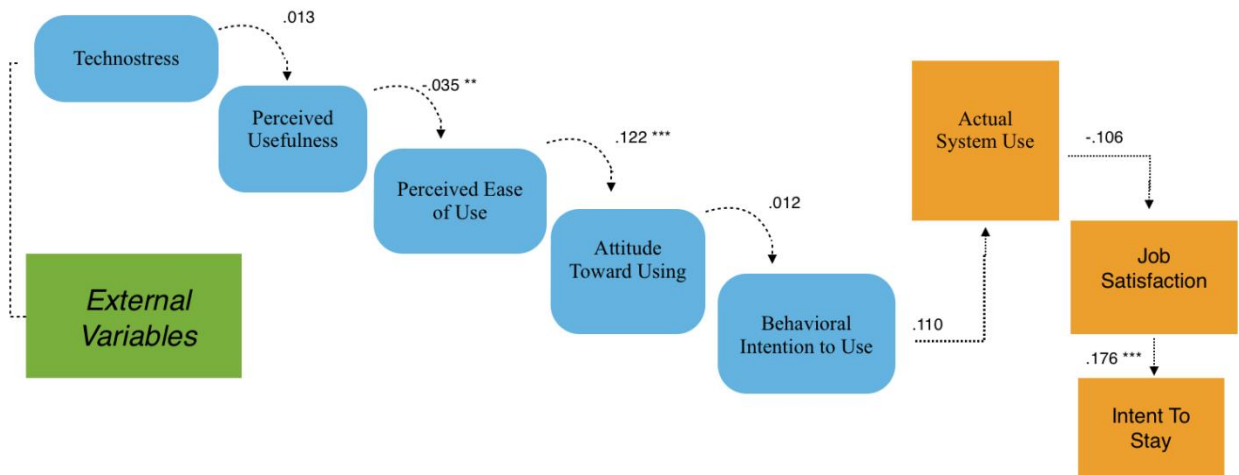 Technostress
.013
Perceived
Usefulness
-.035 **
Perceived Ease
of Use
.122 ***
Attitude
Toward Using
.012
Behavioral
Intention to Use
.110
Actual
System Use
-.106
Job
Satisfaction
.176 ***
Intent To
Stay
External
Variables